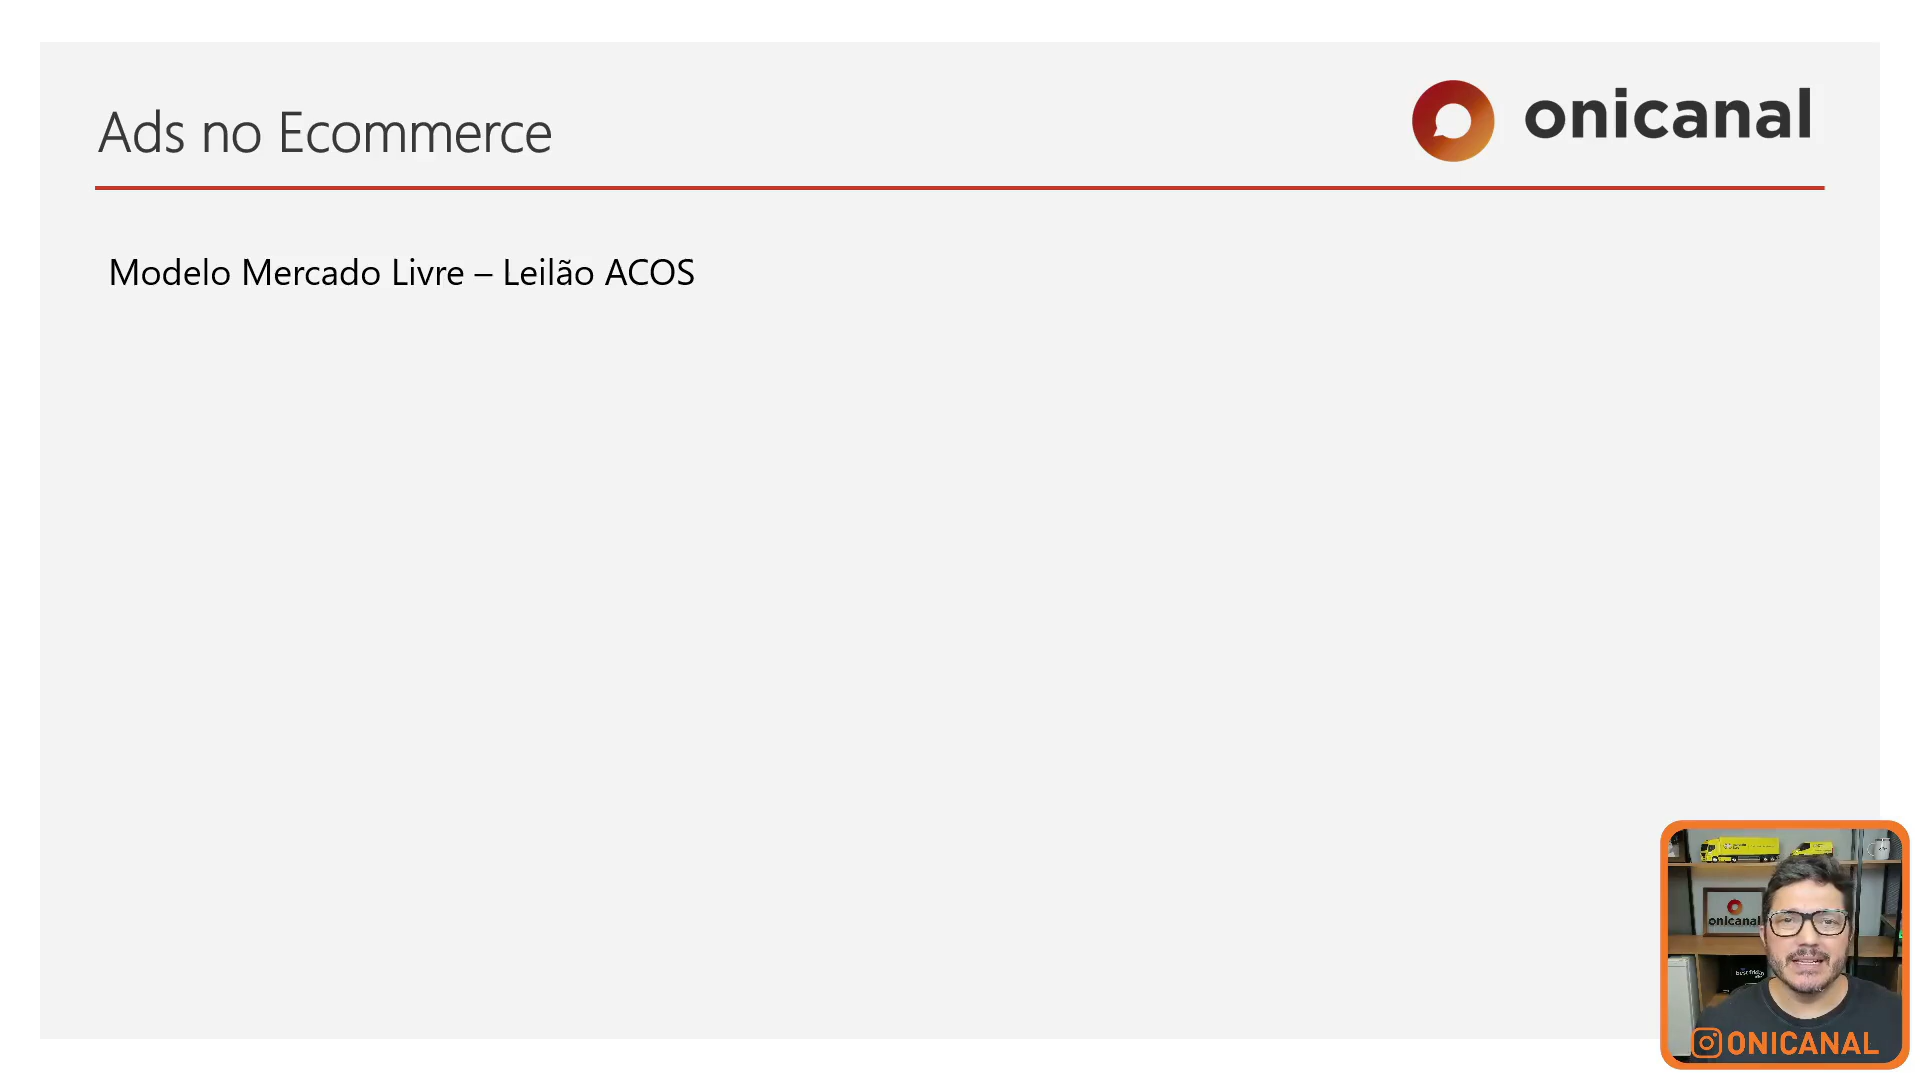 Ads no Ecommerce
onicanal
Modelo Mercado Livre – Leilão ACOS
onicanal
ONICANAL